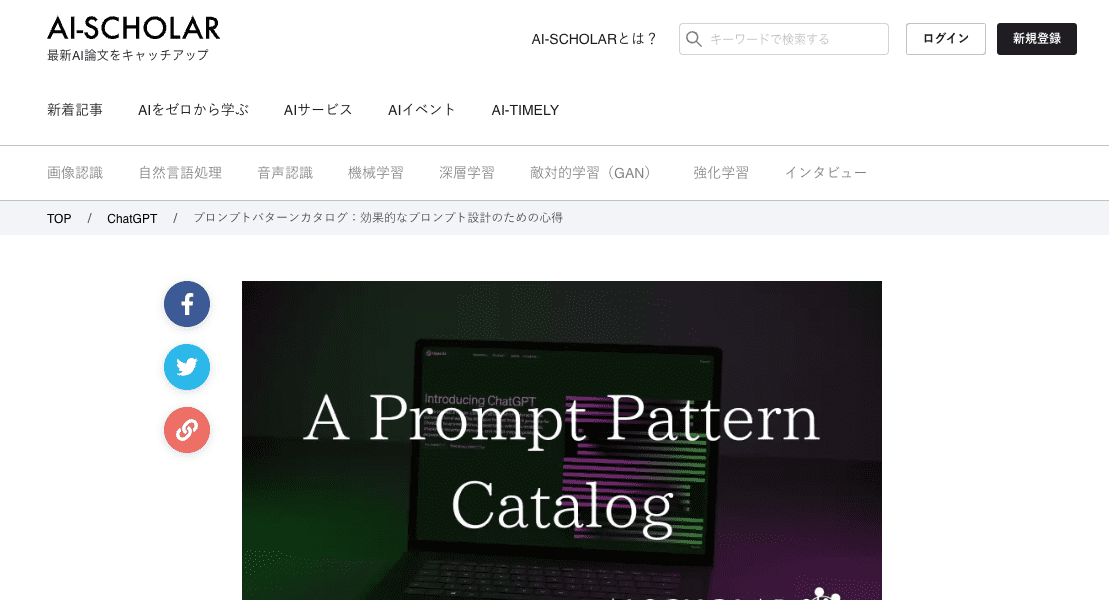 AI-SCHOLAR
最新AI論文をキャッチアップ
AI-SCHOLARとは？
キーワードで検索する
ログイン
新規登録
新着記事
AIをゼロから学ぶ
AIサービス
AIイベント
AI-TIMELY
画像認識
自然言語処理
音声認識
機械学習
深層学習
敵対的学習（GAN）
強化学習
インタビュー
TOP / ChatGPT / プロンプトパターンカタログ：効果的なプロンプト設計のための心得
Introducing ChatGPT
A Prompt Pattern
Catalog